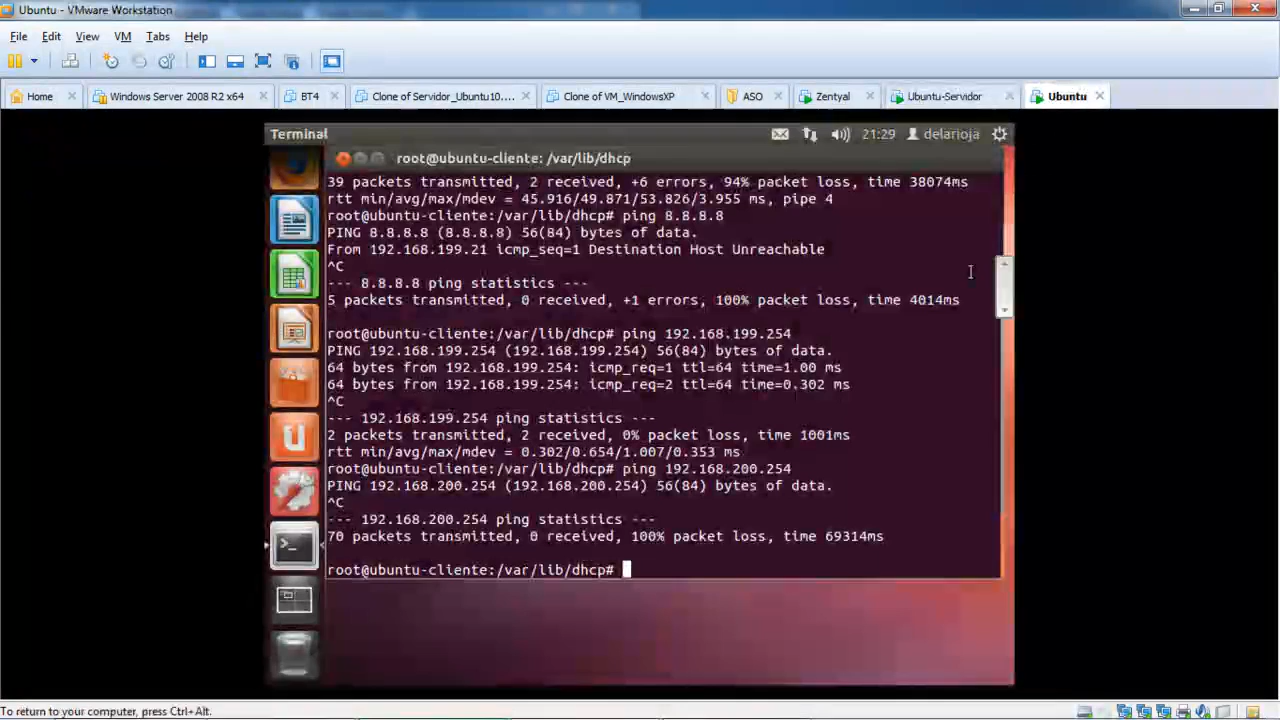 Ubuntu - VMware Workstation
File Edit View VM Tabs Help
Home Windows Server 2008 R2 x64 BT4 Clone of Servidor_Ubuntu10.... Clone of VM_WindowsXP ASO Zentyal Ubuntu-Servidor Ubuntu
Terminal 21:29 delarioja
root@ubuntu-cliente: /var/lib/dhcp
39 packets transmitted, 2 received, +6 errors, 94% packet loss, time 38074ms
rtt min/avg/max/mdev = 45.916/49.871/53.826/3.955 ms, pipe 4
root@ubuntu-cliente:/var/lib/dhcp# ping 8.8.8.8
PING 8.8.8.8 (8.8.8.8) 56(84) bytes of data.
From 192.168.199.21 icmp_seq=1 Destination Host Unreachable
^C
--- 8.8.8.8 ping statistics ---
5 packets transmitted, 0 received, +1 errors, 100% packet loss, time 4014ms
root@ubuntu-cliente:/var/lib/dhcp# ping 192.168.199.254
PING 192.168.199.254 (192.168.199.254) 56(84) bytes of data.
64 bytes from 192.168.199.254: icmp_req=1 ttl=64 time=1.00 ms
64 bytes from 192.168.199.254: icmp_req=2 ttl=64 time=0.302 ms
^C
--- 192.168.199.254 ping statistics ---
2 packets transmitted, 2 received, 0% packet loss, time 1001ms
rtt min/avg/max/mdev = 0.302/0.654/1.007/0.353 ms
root@ubuntu-cliente:/var/lib/dhcp# ping 192.168.200.254
PING 192.168.200.254 (192.168.200.254) 56(84) bytes of data.
^C
--- 192.168.200.254 ping statistics ---
70 packets transmitted, 0 received, 100% packet loss, time 69314ms
root@ubuntu-cliente:/var/lib/dhcp#
To return to your computer, press Ctrl+Alt.